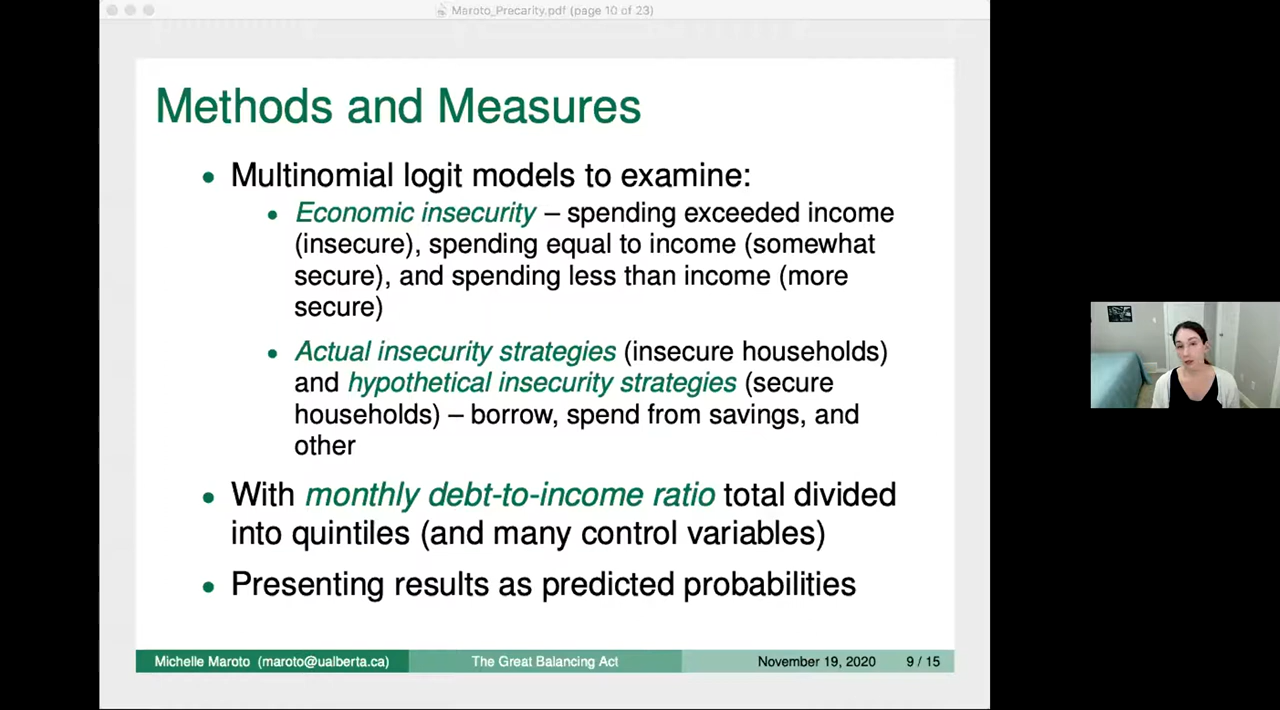 Maroto_Precarity.pdf (page 10 of 23)
Methods and Measures
• Multinomial logit models to examine:
• Economic insecurity – spending exceeded income
(insecure), spending equal to income (somewhat
secure), and spending less than income (more
secure)
• Actual insecurity strategies (insecure households)
and hypothetical insecurity strategies (secure
households) – borrow, spend from savings, and
other
• With monthly debt-to-income ratio total divided
into quintiles (and many control variables)
• Presenting results as predicted probabilities
Michelle Maroto (maroto@ualberta.ca) The Great Balancing Act November 19, 2020 9 / 15